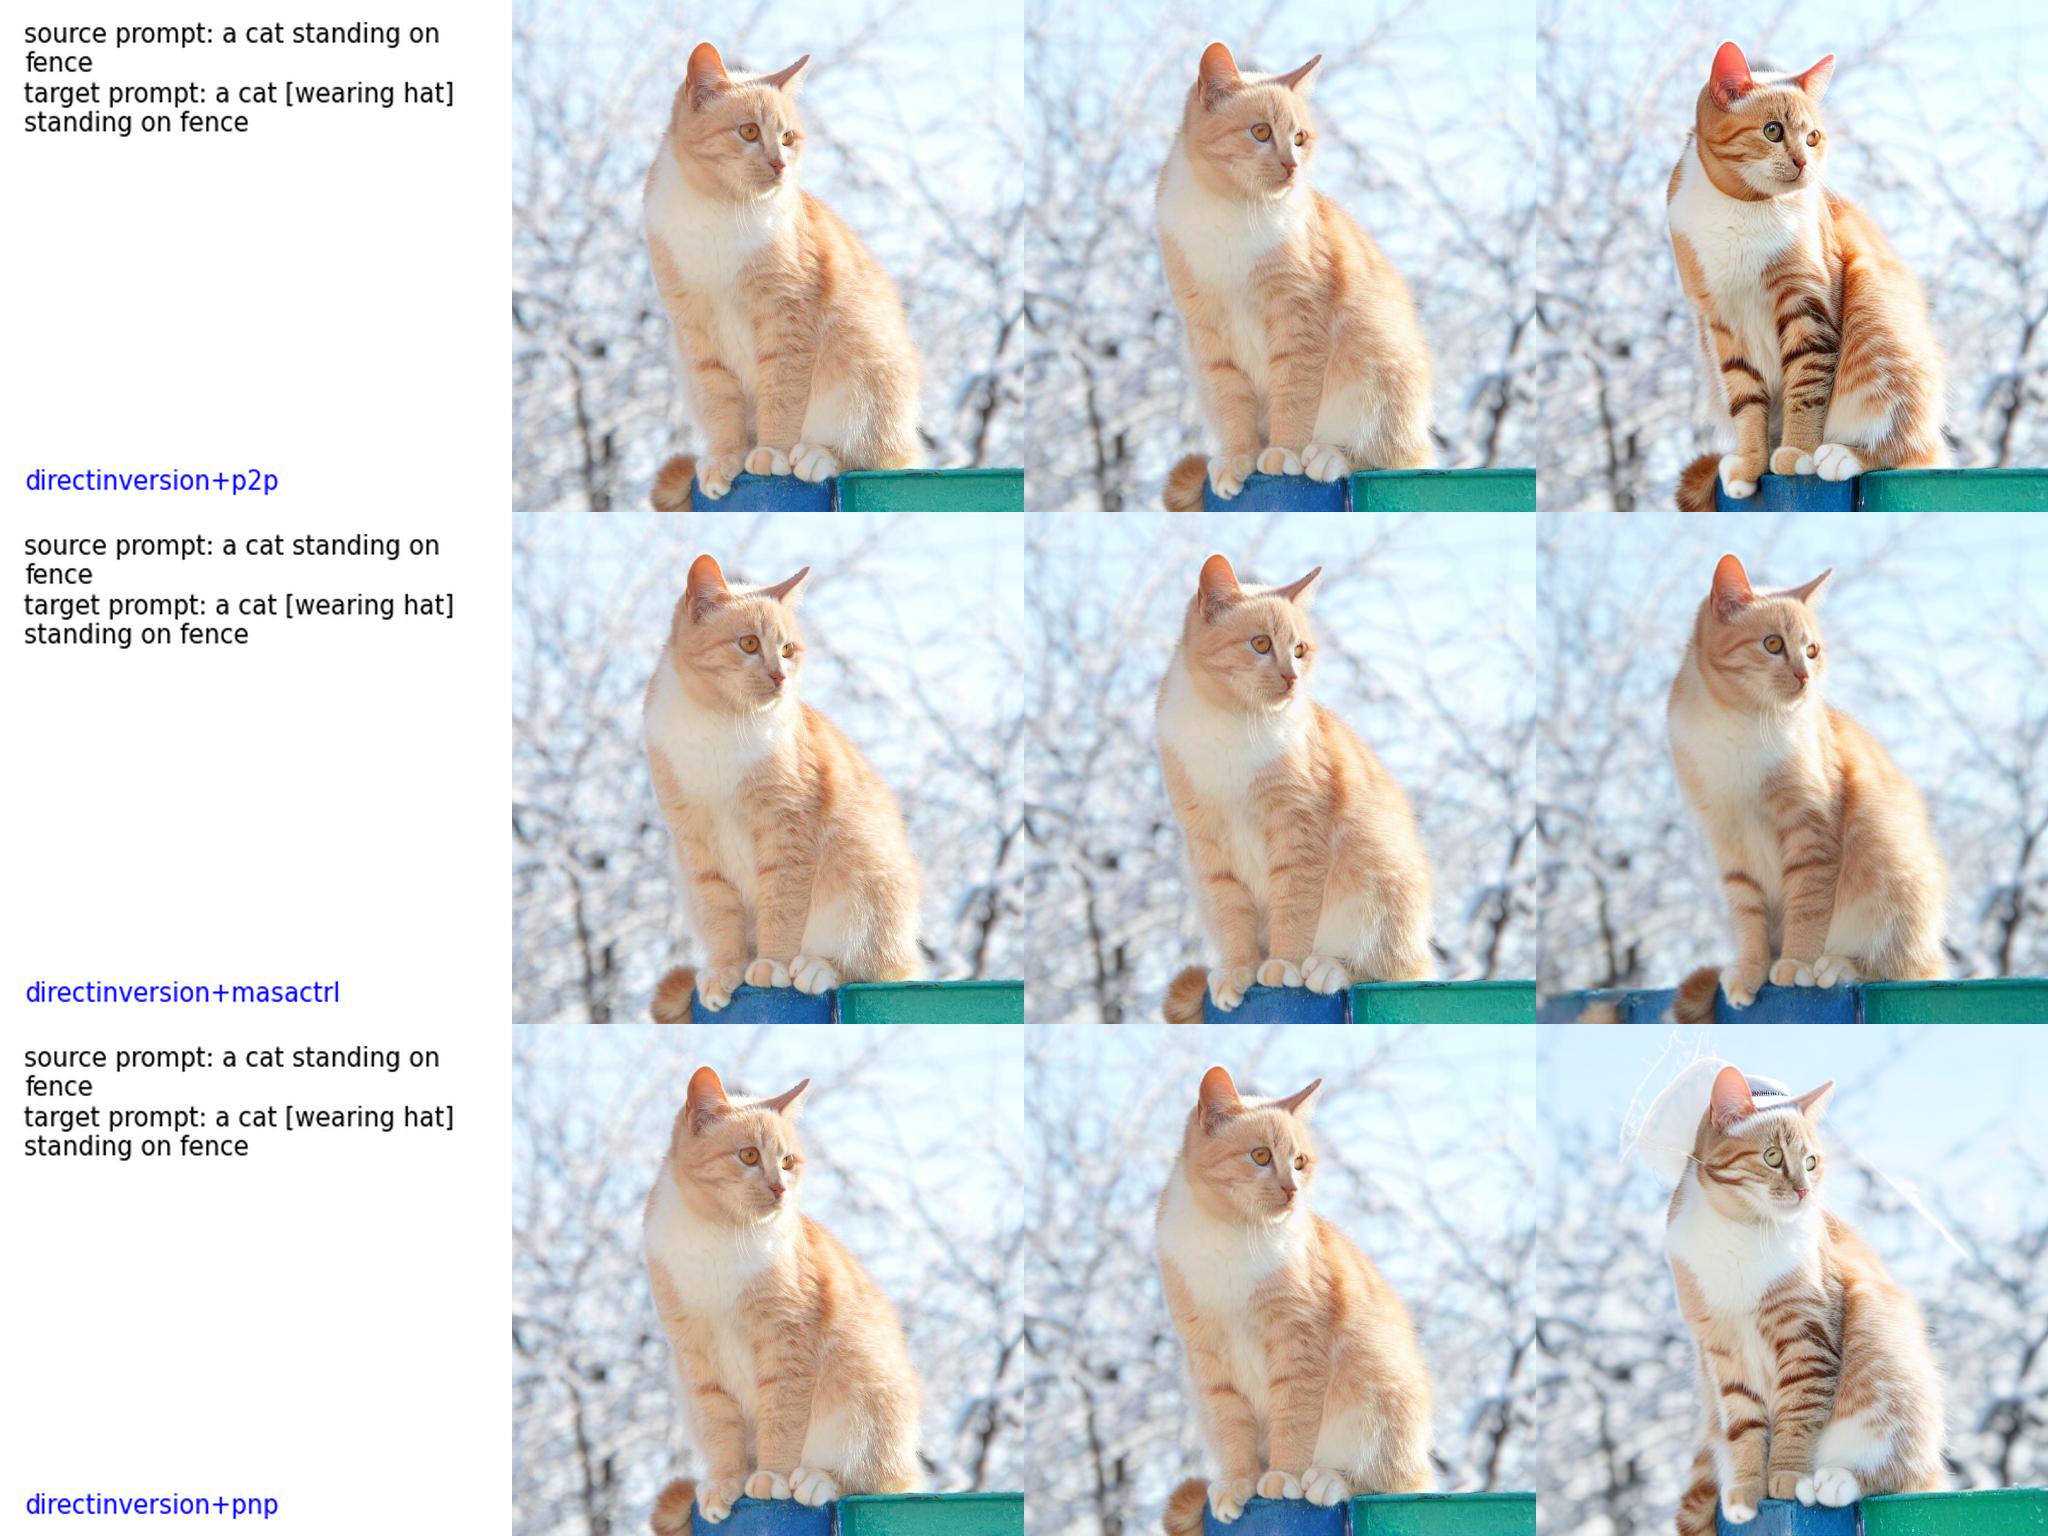 source prompt: a cat standing on
fence
target prompt: a cat [wearing hat]
standing on fence
directinversion+p2p
source prompt: a cat standing on
fence
target prompt: a cat [wearing hat]
standing on fence
directinversion+masactrl
source prompt: a cat standing on
fence
target prompt: a cat [wearing hat]
standing on fence
directinversion+pnp